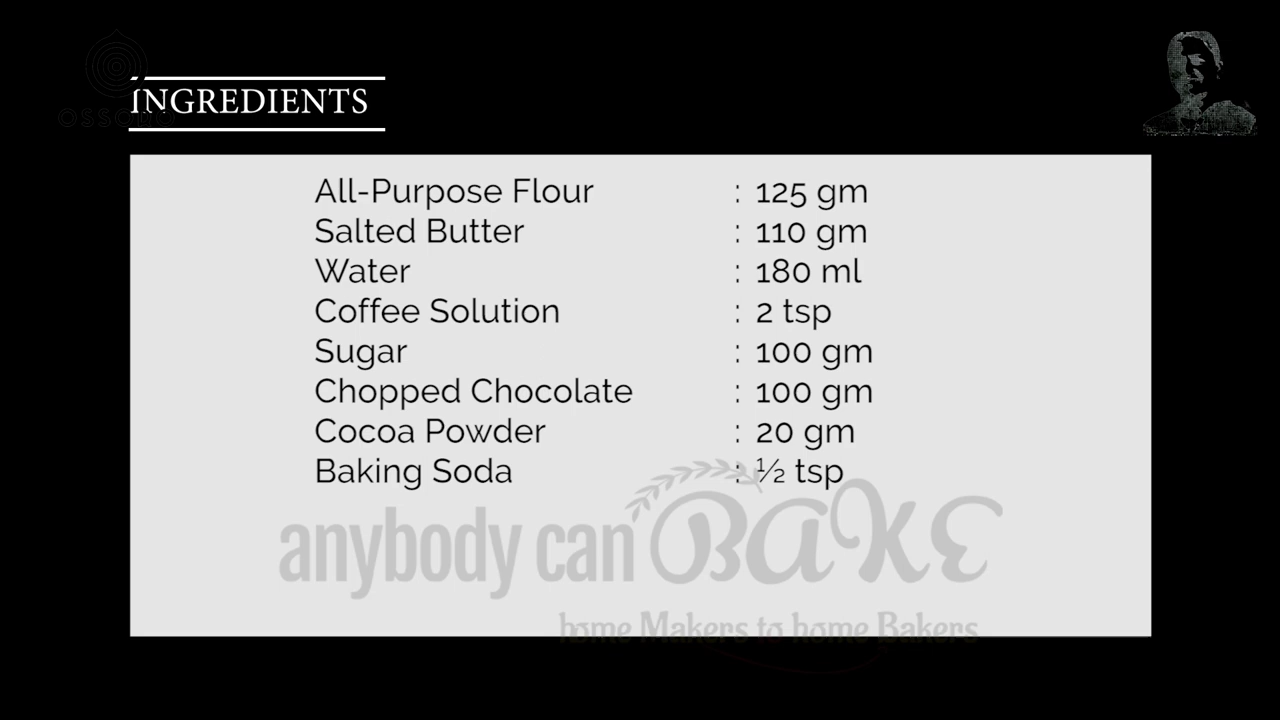 OSSORO
INGREDIENTS
All-Purpose Flour : 125 gm
Salted Butter : 110 gm
Water : 180 ml
Coffee Solution : 2 tsp
Sugar : 100 gm
Chopped Chocolate : 100 gm
Cocoa Powder : 20 gm
Baking Soda : ½ tsp
anybody can BAKE
home Makers to home Bakers